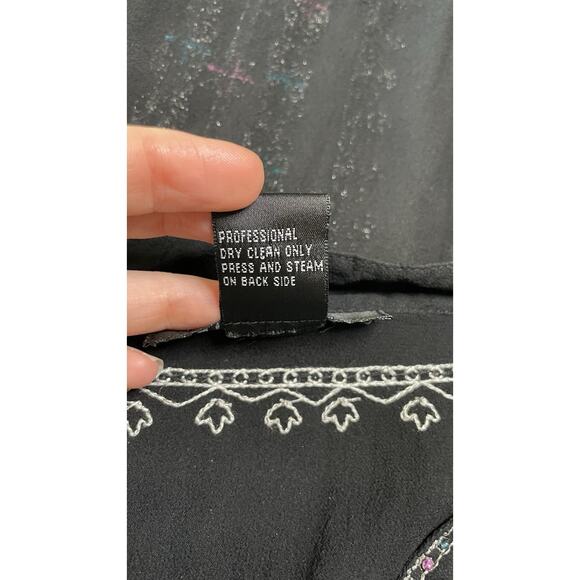 PROFESSIONAL
DRY CLEAN ONLY
PRESS AND STEAM
ON BACK SIDE